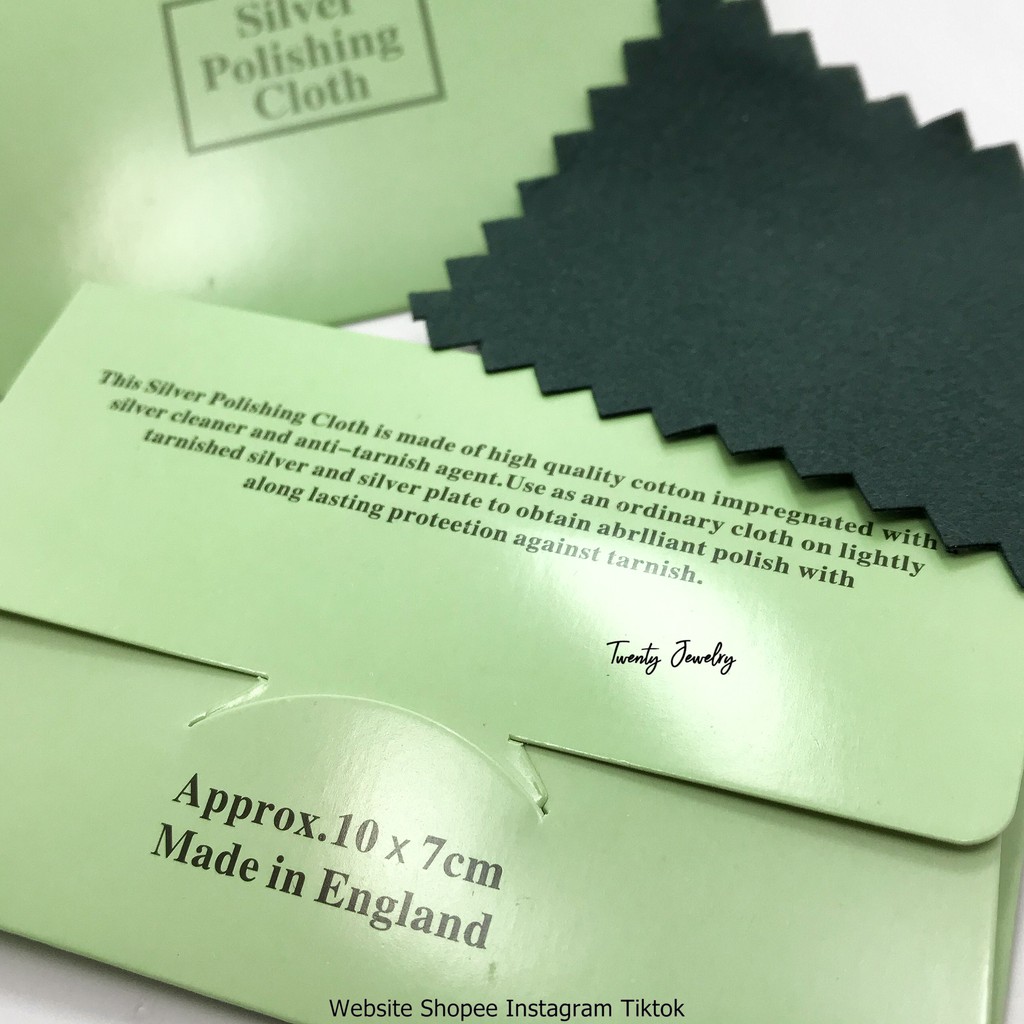 Silver
Polishing
Cloth
This Silver Polishing Cloth is made of high quality cotton impregnated with
silver cleaner and anti-tarnish agent.Use as an ordinary cloth on lightly
tarnished silver and silver plate to obtain abrlliant polish with
along lasting proteetion against tarnish.
Twenty Jewelry
Approx.10 x 7cm
Made in England
Website Shopee Instagram Tiktok